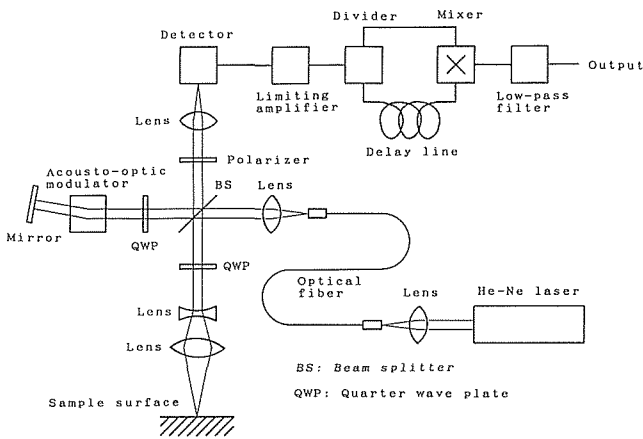 Divider
Mixer
Detector
Output
Limiting
amplifier
Low-pass
filter
Lens
Delay line
Polarizer
Acousto-optic
modulator
BS
Lens
Mirror
QWP
QWP
Optical
fiber
He-Ne laser
Lens
Lens
Lens
BS: Beam splitter
QWP: Quarter wave plate
Sample surface